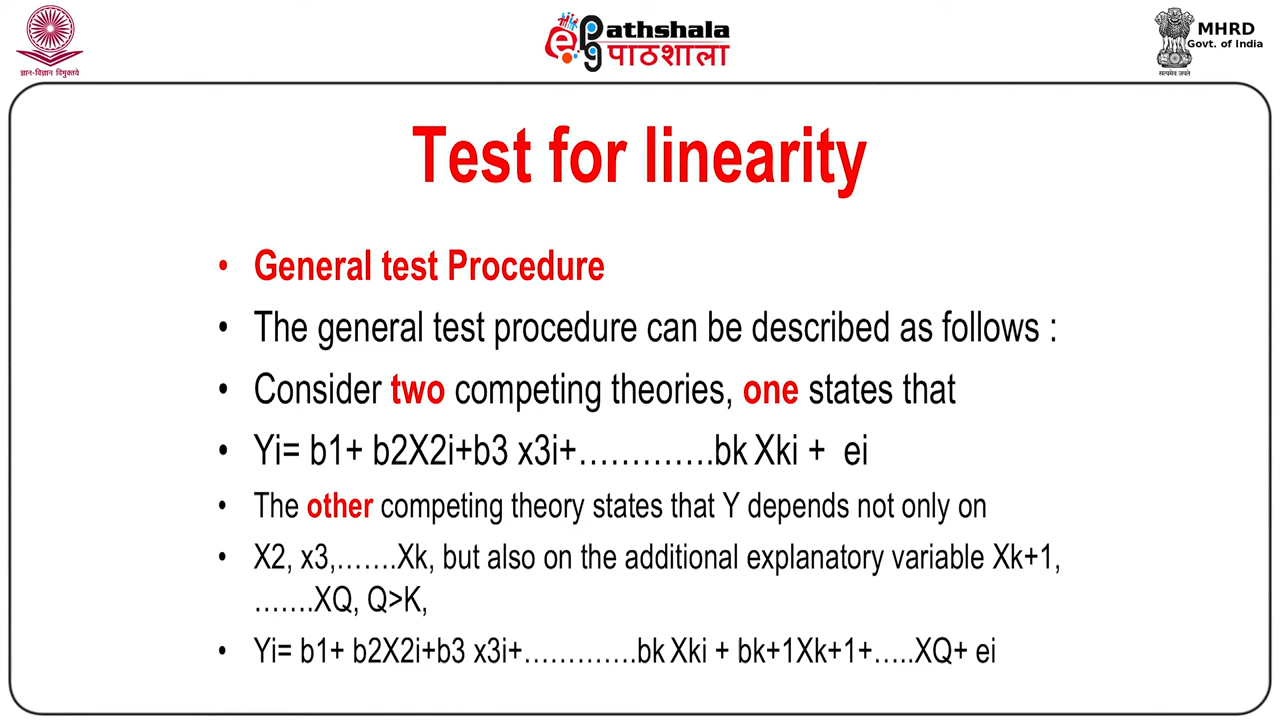 ज्ञान-विज्ञान विमुक्तये
epg Pathshala
पाठशाला
सत्यमेव जयते
MHRD
Govt. of India
Test for linearity
• General test Procedure
• The general test procedure can be described as follows :
• Consider two competing theories, one states that
• Yi= b1+ b2X2i+b3 x3i+………….bk Xki + ei
• The other competing theory states that Y depends not only on
• X2, x3,…….Xk, but also on the additional explanatory variable Xk+1,
…….XQ, Q>K,
• Yi= b1+ b2X2i+b3 x3i+………….bk Xki + bk+1Xk+1+…..XQ+ ei